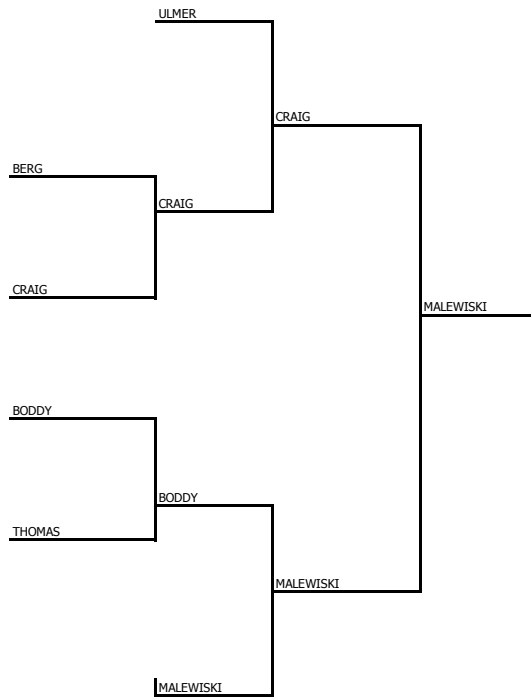 ULMER
CRAIG
BERG
CRAIG
CRAIG
MALEWISKI
BODDY
BODDY
THOMAS
MALEWISKI
MALEWISKI